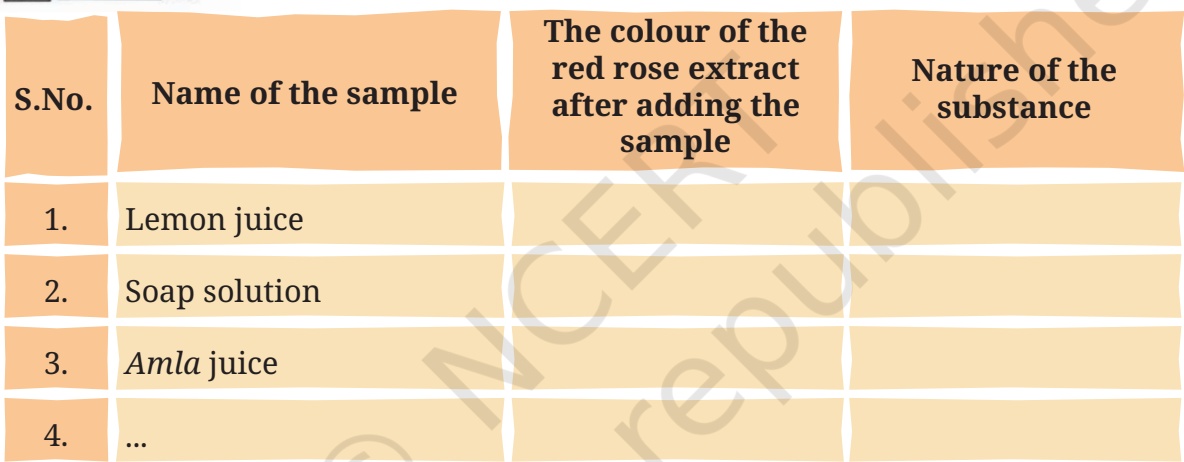 S.No.
Name of the sample
The colour of the
red rose extract
after adding the
sample
Nature of the
substance
1.
Lemon juice
2.
Soap solution
3.
Amla juice
4.
...
© NCERT
republishe